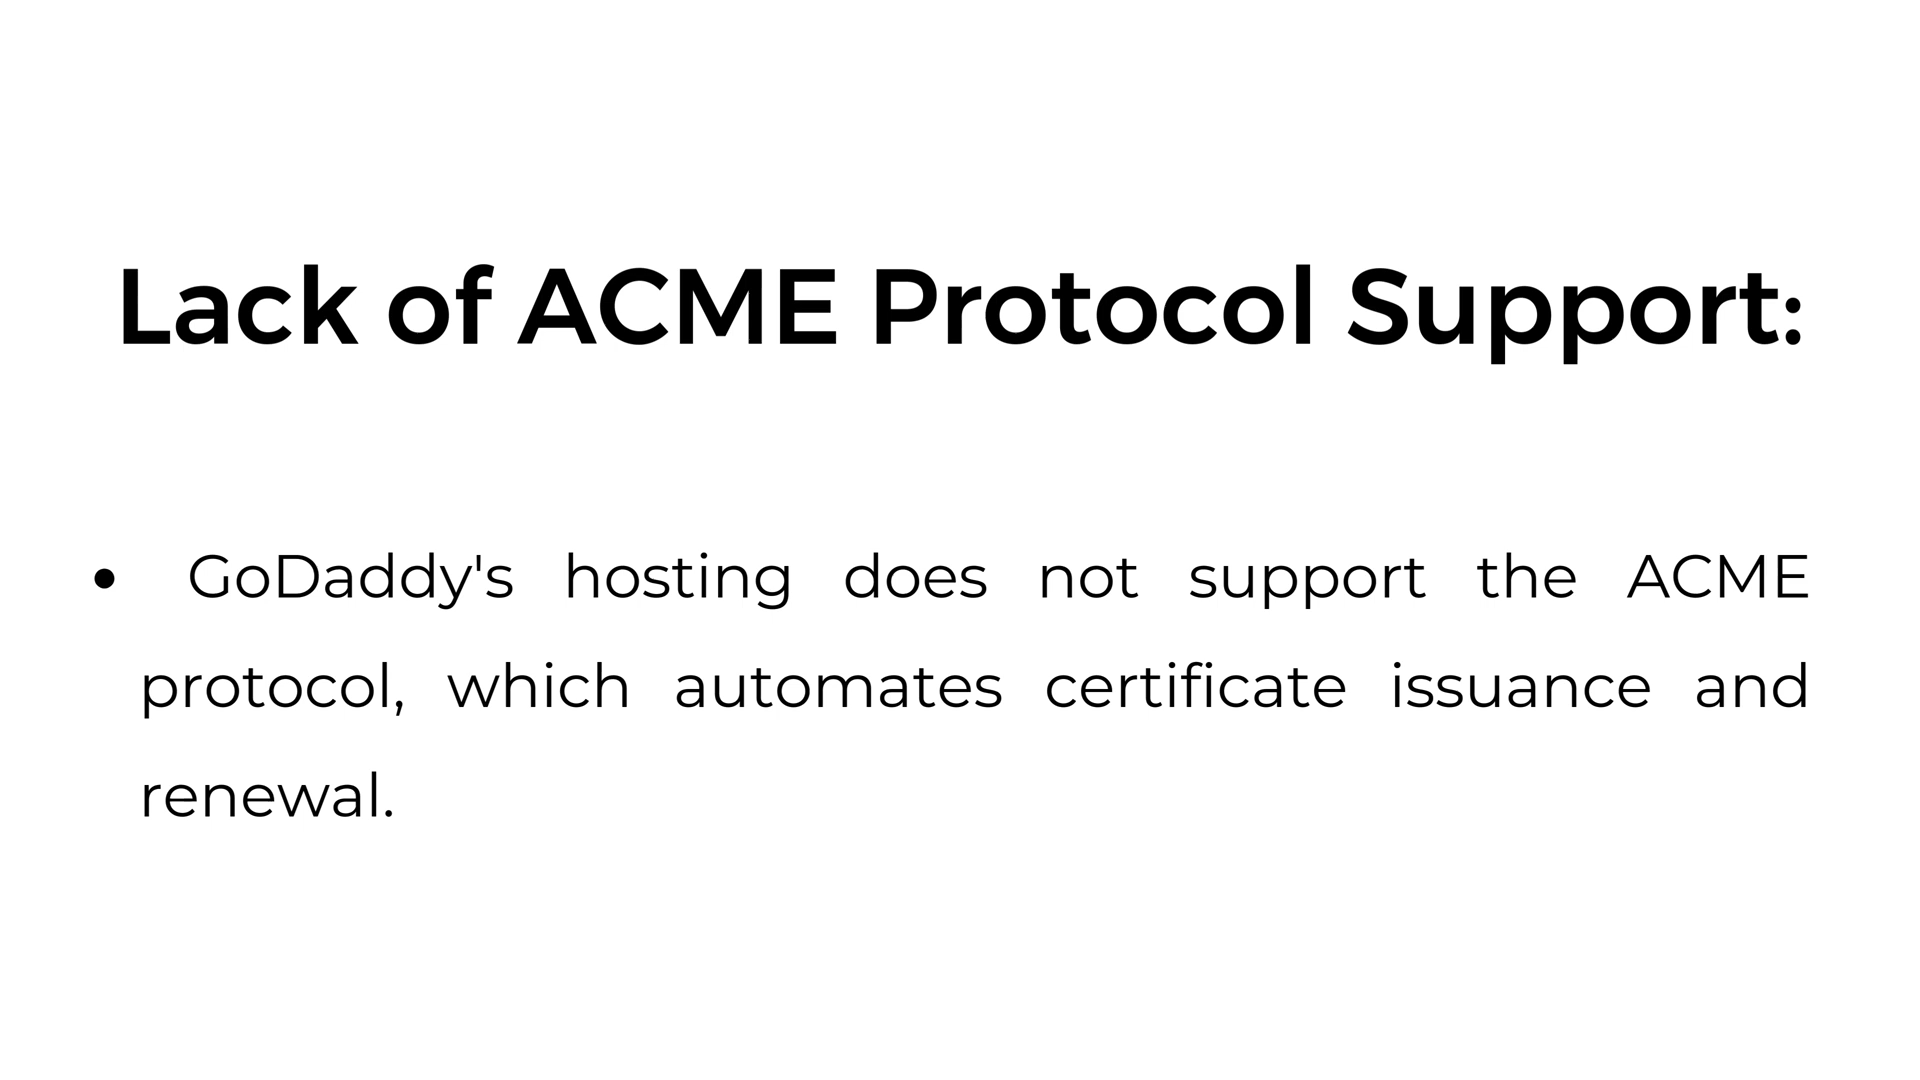 Lack of ACME Protocol Support:
• GoDaddy's hosting does not support the ACME
protocol, which automates certificate issuance and
renewal.